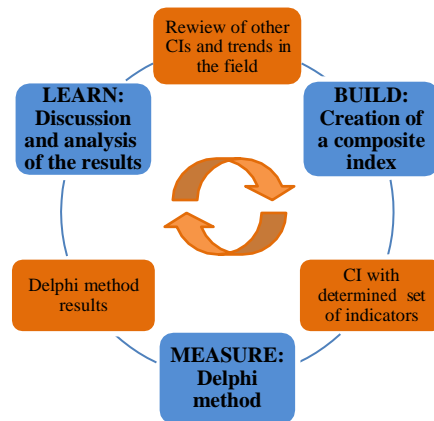 Rewiew of other
CIs and trends in
the field
LEARN:
Discussion
and analysis
of the results
BUILD:
Creation of
a composite
index
Delphi method
results
CI with
determined set
of indicators
MEASURE:
Delphi
method